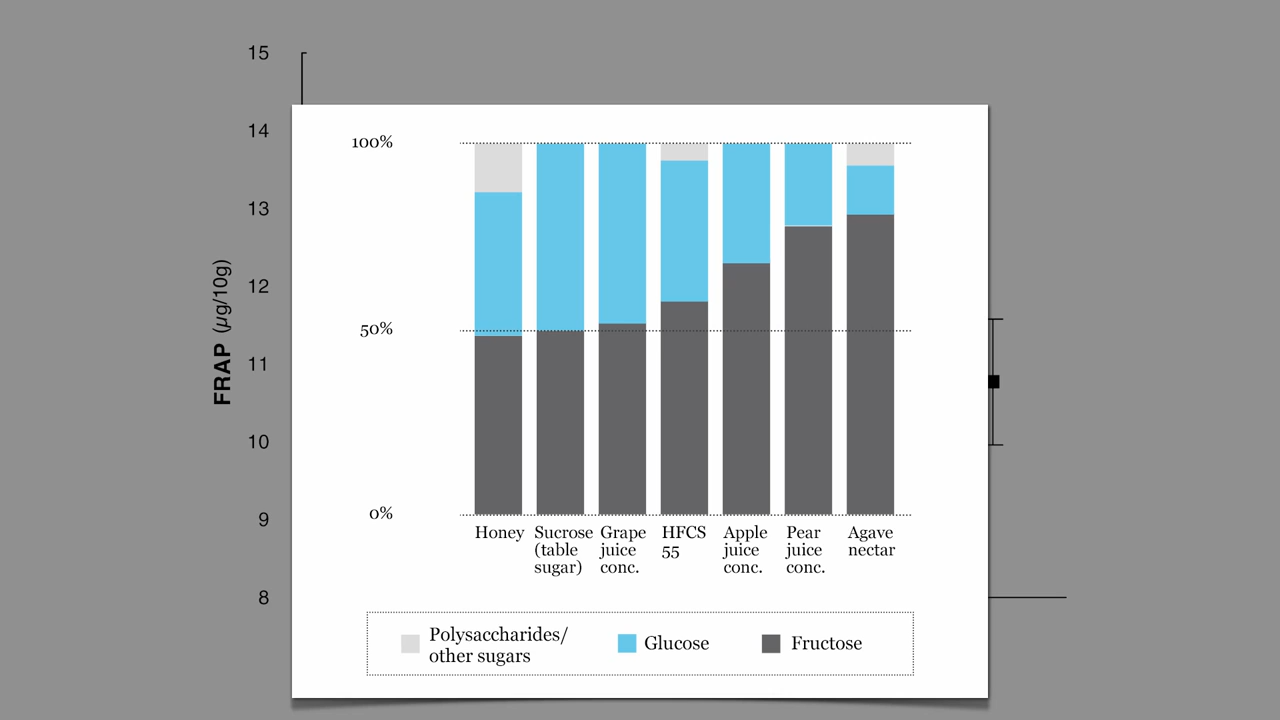 15
14
13
12
11
10
9
8
FRAP (µg/10g)
100%
50%
0%
Honey
Sucrose
(table
sugar)
Grape
juice
conc.
HFCS
55
Apple
juice
conc.
Pear
juice
conc.
Agave
nectar
Polysaccharides/
other sugars
Glucose
Fructose